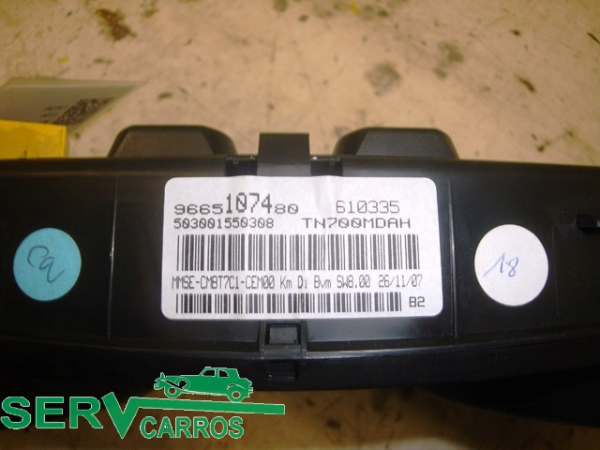 9665107480 610335
503001550308 TN700MDAH
MMSE-CMBT7C1-CEM00 Km Di Bvm SW8.00 26/11/07
B2
18
SERV
CARROS